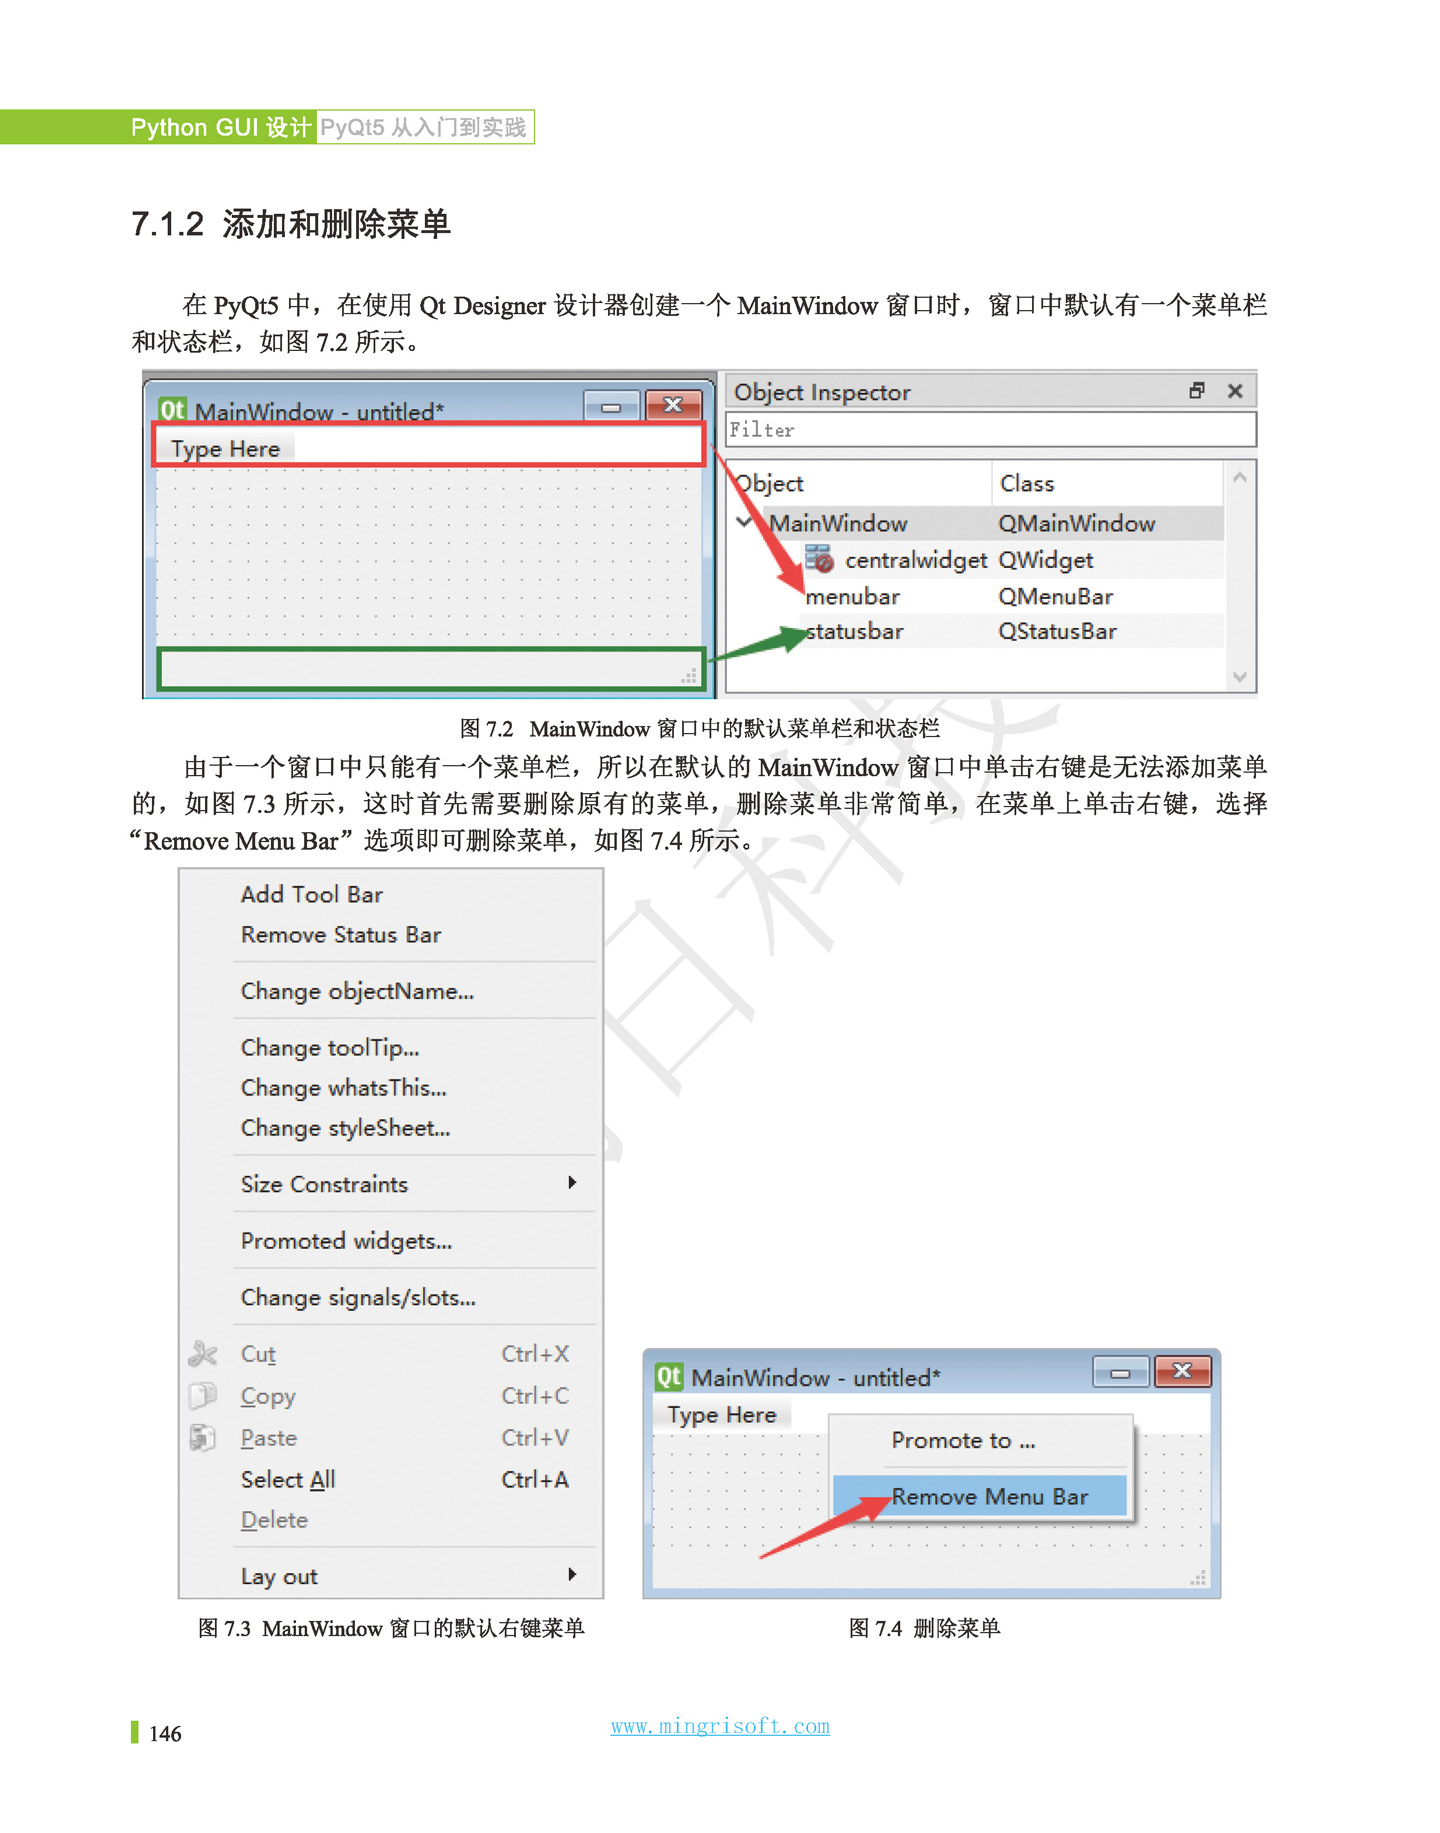 Python GUI 设计 PyQt5 从入门到实践
7.1.2 添加和删除菜单
在 PyQt5 中，在使用 Qt Designer 设计器创建一个 MainWindow 窗口时，窗口中默认有一个菜单栏
和状态栏，如图 7.2 所示。
Qt MainWindow - untitled*
Type Here
Object Inspector
Filter
Object Class
MainWindow QMainWindow
centralwidget QWidget
menubar QMenuBar
statusbar QStatusBar
图 7.2 MainWindow 窗口中的默认菜单栏和状态栏
由于一个窗口中只能有一个菜单栏，所以在默认的 MainWindow 窗口中单击右键是无法添加菜单
的，如图 7.3 所示，这时首先需要删除原有的菜单，删除菜单非常简单，在菜单上单击右键，选择
“Remove Menu Bar”选项即可删除菜单，如图 7.4 所示。
Add Tool Bar
Remove Status Bar
Change objectName...
Change toolTip...
Change whatsThis...
Change styleSheet...
Size Constraints
Promoted widgets...
Change signals/slots...
Cut Ctrl+X
Copy Ctrl+C
Paste Ctrl+V
Select All Ctrl+A
Delete
Lay out
图 7.3 MainWindow 窗口的默认右键菜单
Qt MainWindow - untitled*
Type Here
Promote to ...
Remove Menu Bar
图 7.4 删除菜单
日科技
146
www.mingrisoft.com